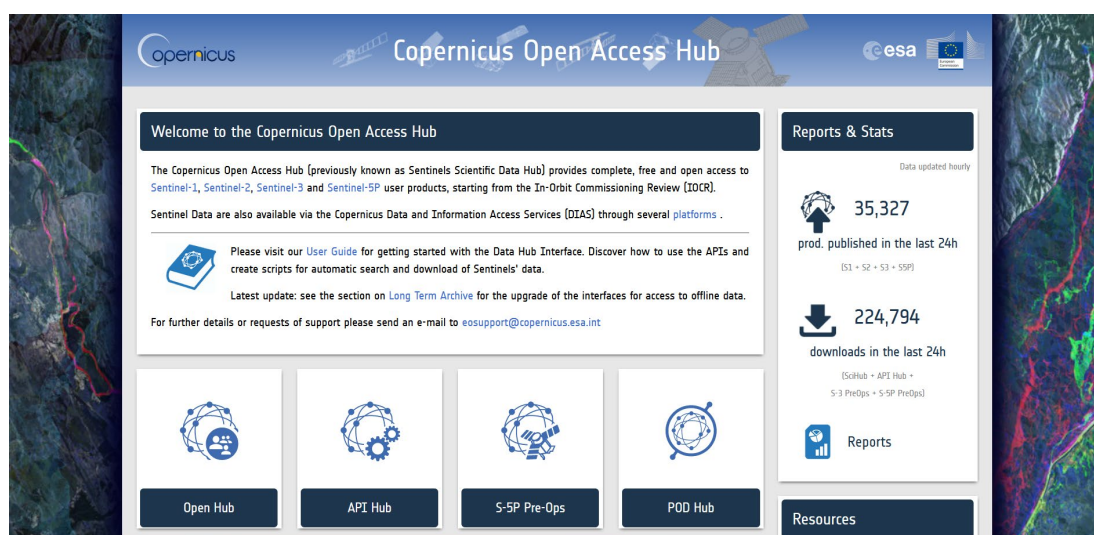 opernicus
Copernicus Open Access Hub
esa
European
Commission
Welcome to the Copernicus Open Access Hub
The Copernicus Open Access Hub (previously known as Sentinels Scientific Data Hub) provides complete, free and open access to
Sentinel-1, Sentinel-2, Sentinel-3 and Sentinel-5P user products, starting from the In-Orbit Commissioning Review (IOCR).
Sentinel Data are also available via the Copernicus Data and Information Access Services (DIAS) through several platforms .
Please visit our User Guide for getting started with the Data Hub Interface. Discover how to use the APIs and
create scripts for automatic search and download of Sentinels' data.
Latest update: see the section on Long Term Archive for the upgrade of the interfaces for access to offline data.
For further details or requests of support please send an e-mail to eosupport@copernicus.esa.int
Open Hub
API Hub
S-5P Pre-Ops
POD Hub
Reports & Stats
Data updated hourly
35,327
prod. published in the last 24h
(S1 + S2 + S3 + S5P)
224,794
downloads in the last 24h
(SciHub + API Hub +
S-3 PreOps + S-5P PreOps)
Reports
Resources